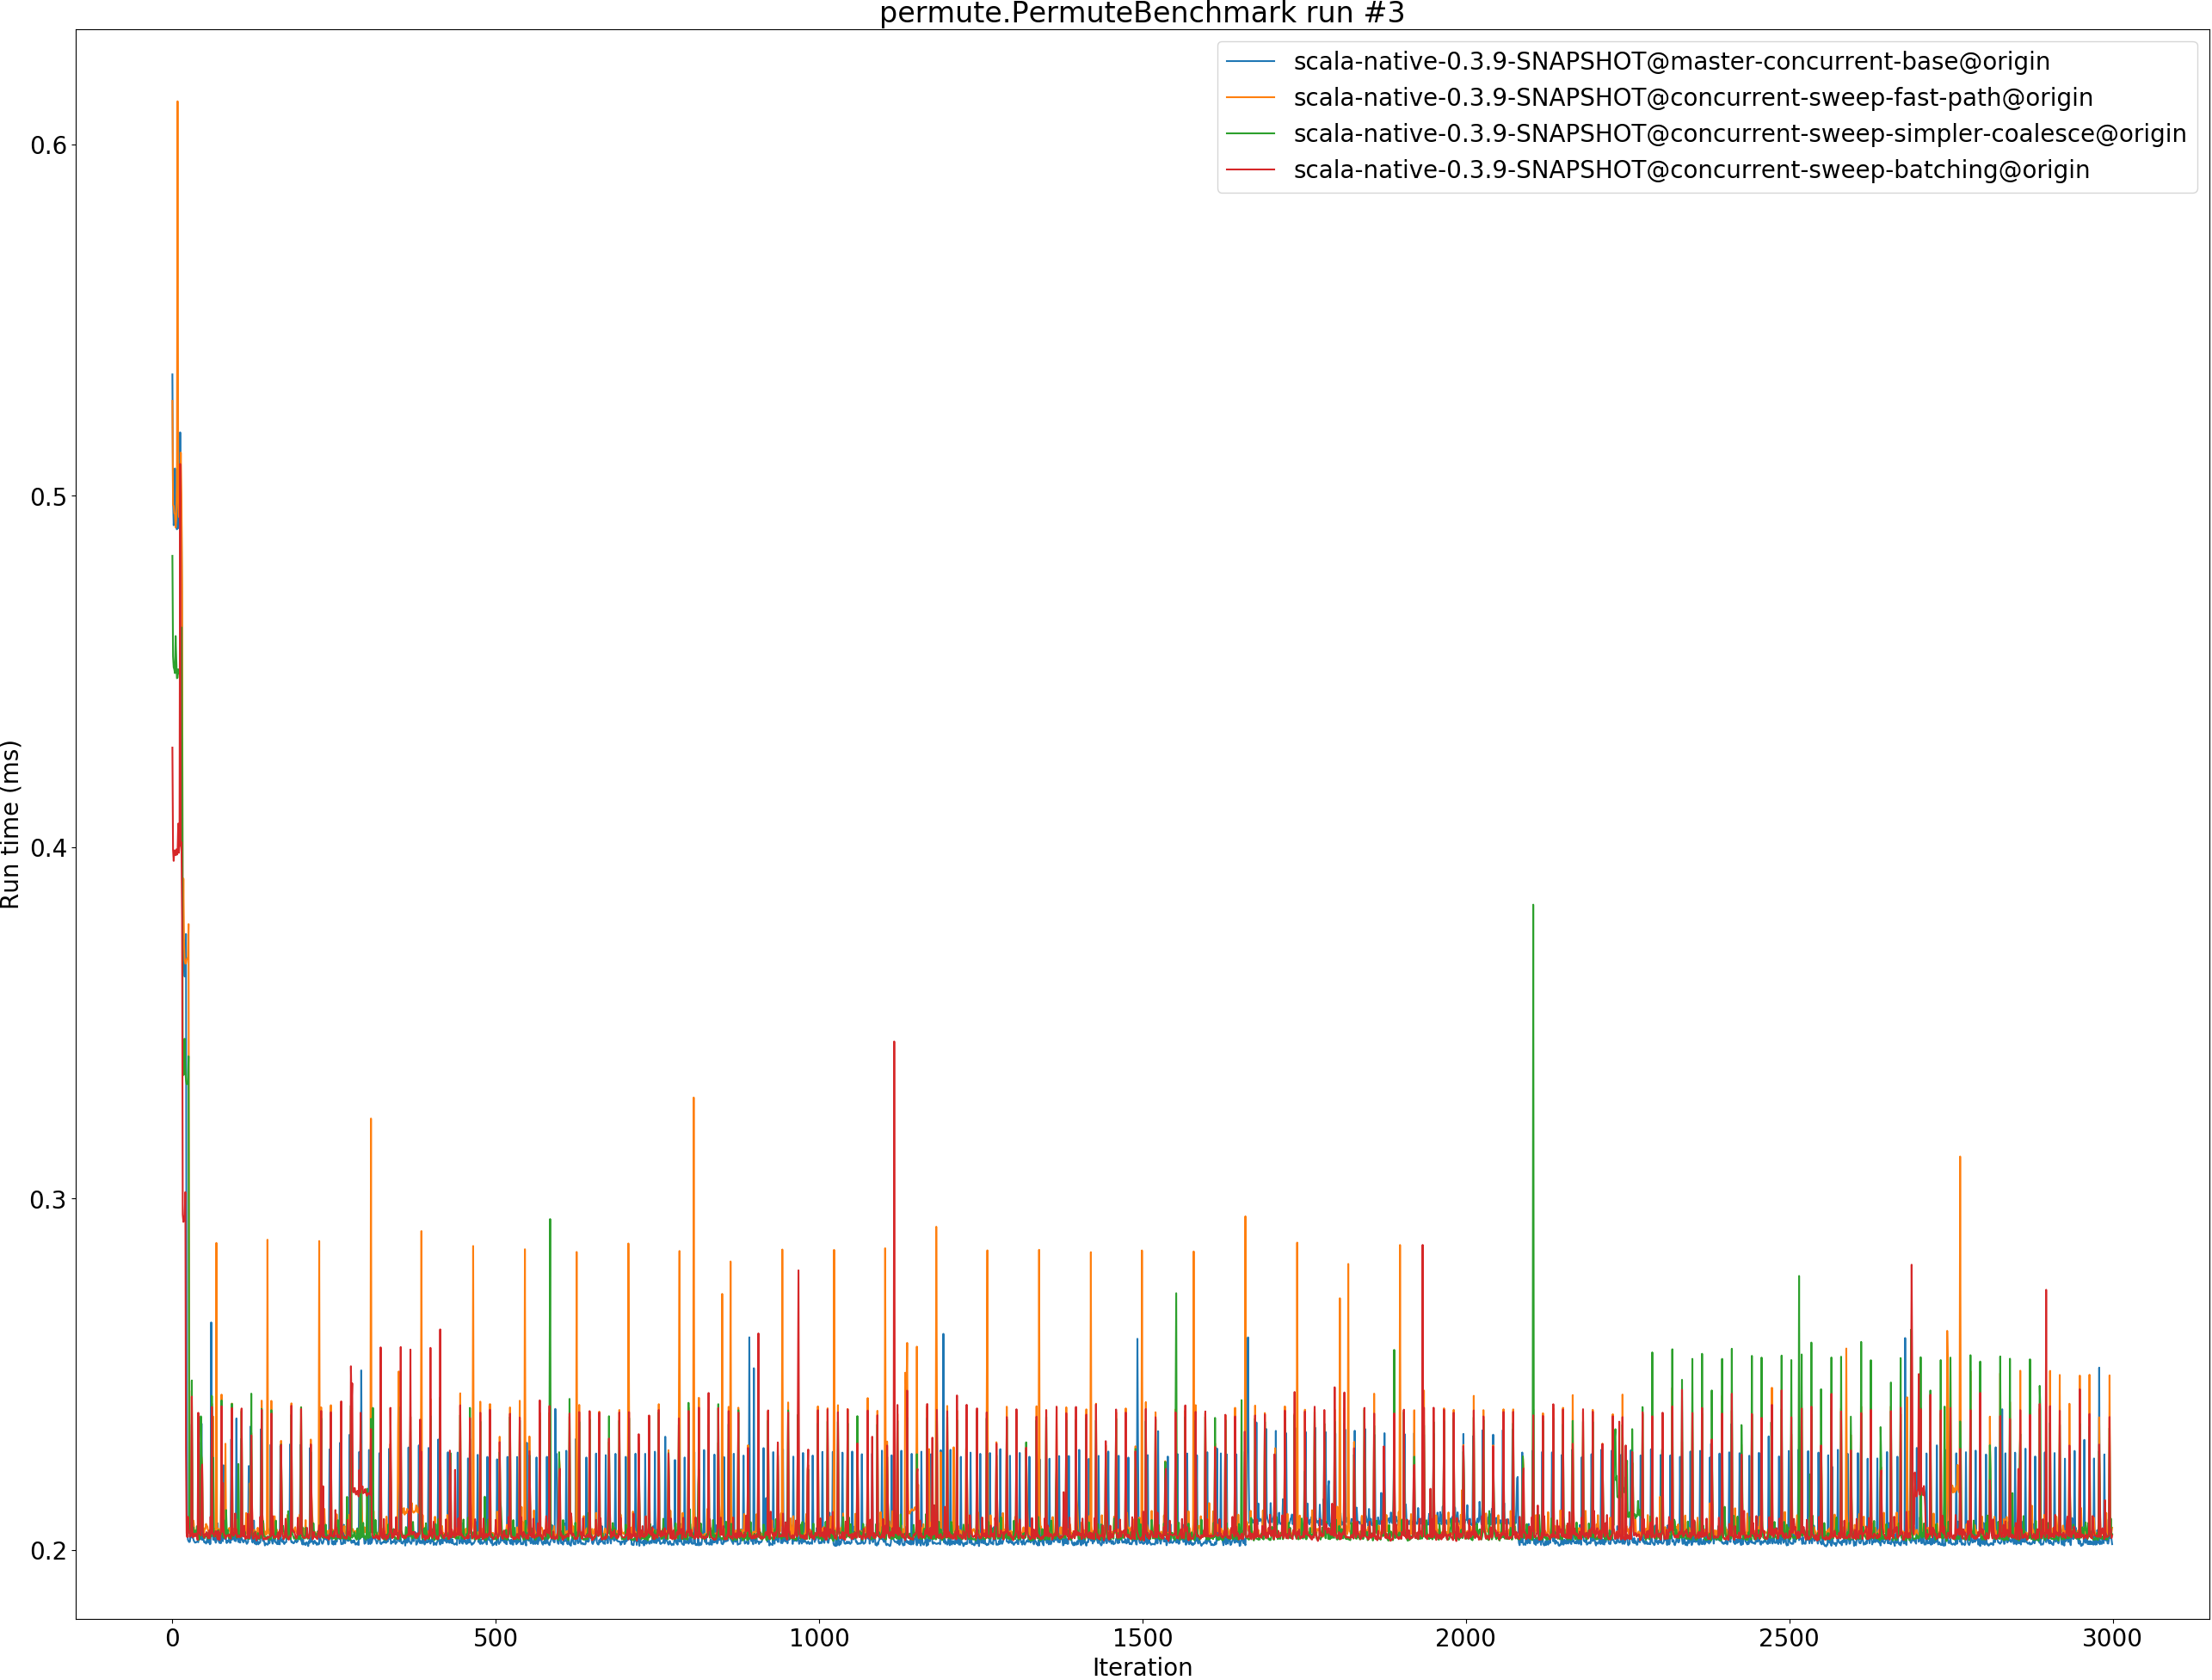 permute.PermuteBenchmark run #3
scala-native-0.3.9-SNAPSHOT@master-concurrent-base@origin
scala-native-0.3.9-SNAPSHOT@concurrent-sweep-fast-path@origin
scala-native-0.3.9-SNAPSHOT@concurrent-sweep-simpler-coalesce@origin
scala-native-0.3.9-SNAPSHOT@concurrent-sweep-batching@origin
0.6
0.5
0.4
0.3
0.2
Run time (ms)
0 500 1000 1500 2000 2500 3000
Iteration